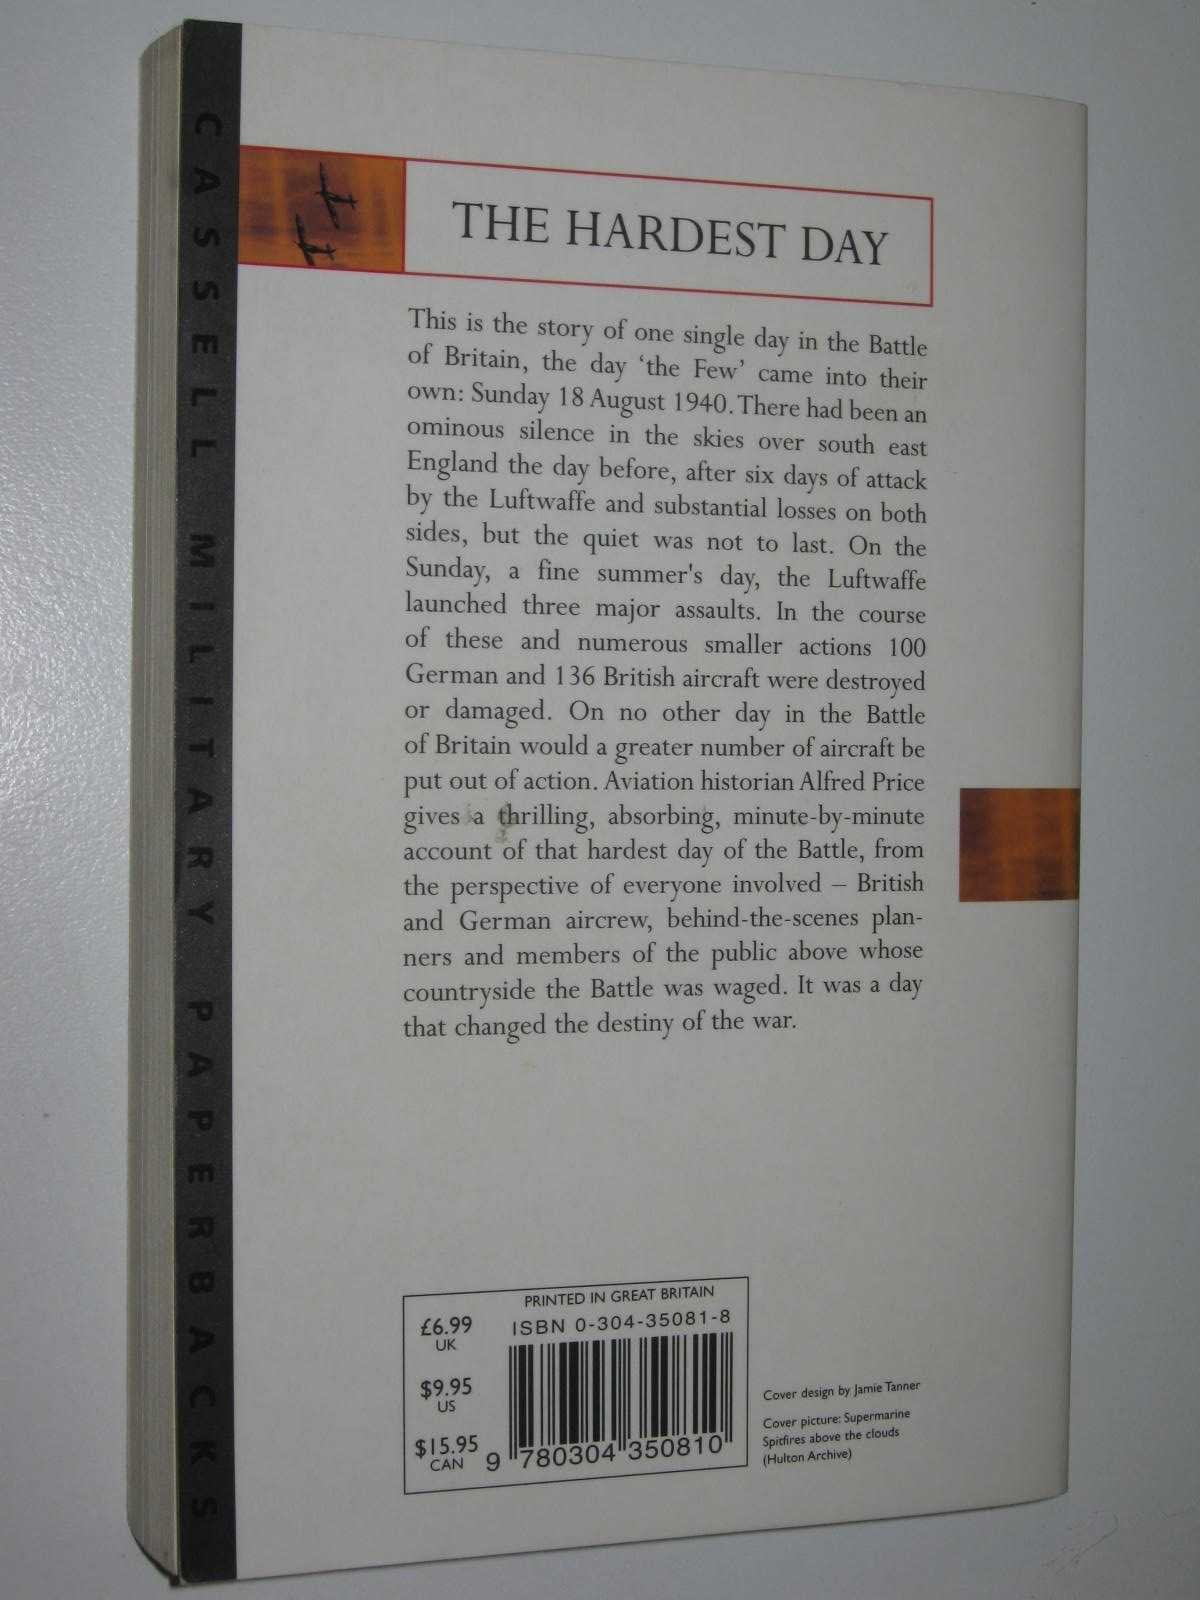 CASSELL MILITARY PAPERBACKS
THE HARDEST DAY
This is the story of one single day in the Battle
of Britain, the day ‘the Few’ came into their
own: Sunday 18 August 1940. There had been an
ominous silence in the skies over south east
England the day before, after six days of attack
by the Luftwaffe and substantial losses on both
sides, but the quiet was not to last. On the
Sunday, a fine summer's day, the Luftwaffe
launched three major assaults. In the course
of these and numerous smaller actions 100
German and 136 British aircraft were destroyed
or damaged. On no other day in the Battle
of Britain would a greater number of aircraft be
put out of action. Aviation historian Alfred Price
gives a thrilling, absorbing, minute-by-minute
account of that hardest day of the Battle, from
the perspective of everyone involved – British
and German aircrew, behind-the-scenes plan-
ners and members of the public above whose
countryside the Battle was waged. It was a day
that changed the destiny of the war.
PRINTED IN GREAT BRITAIN
£6.99
UK
$9.95
US
$15.95
CAN
ISBN 0-304-35081-8
9 780304 350810
Cover design by Jamie Tanner
Cover picture: Supermarine
Spitfires above the clouds
(Hulton Archive)